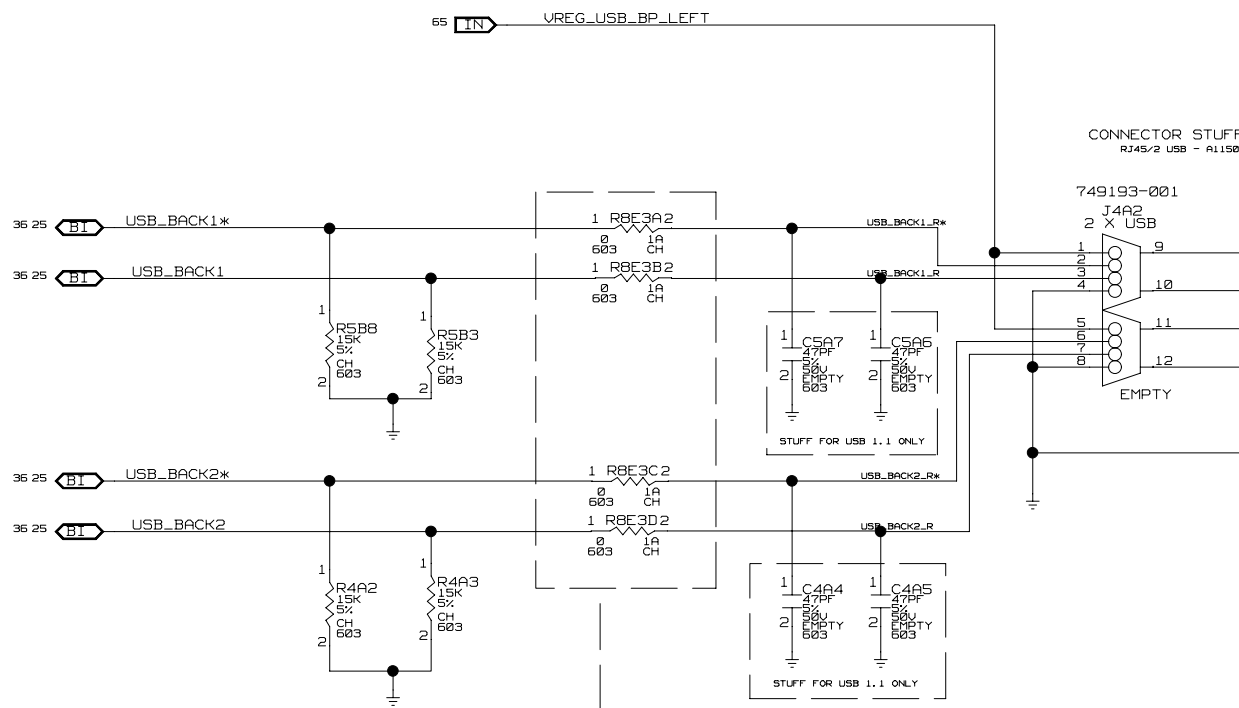 65 IN VREG_USB_BP_LEFT
CONNECTOR STUFF
RJ45/2 USB - A1150
749193-001
J4A2
2 X USB
36 25 BI USB_BACK1*
1 R8E3A 2
0 1A
603 CH
USB_BACK1_R*
36 25 BI USB_BACK1
1 R8E3B 2
0 1A
603 CH
USB_BACK1_R
1 9
2
3
4 10
5 11
6
7
8 12
EMPTY
1
R5B8
15K
5%
CH
603
2
1
R5B3
15K
5%
CH
603
2
1
C5A7
47PF
5%
50V
EMPTY
603
2
1
C5A6
47PF
5%
50V
EMPTY
603
2
STUFF FOR USB 1.1 ONLY
36 25 BI USB_BACK2*
1 R8E3C 2
0 1A
603 CH
USB_BACK2_R*
36 25 BI USB_BACK2
1 R8E3D 2
0 1A
603 CH
USB_BACK2_R
1
R4A2
15K
5%
CH
603
2
1
R4A3
15K
5%
CH
603
2
1
C4A4
47PF
5%
50V
EMPTY
603
2
1
C4A5
47PF
5%
50V
EMPTY
603
2
STUFF FOR USB 1.1 ONLY